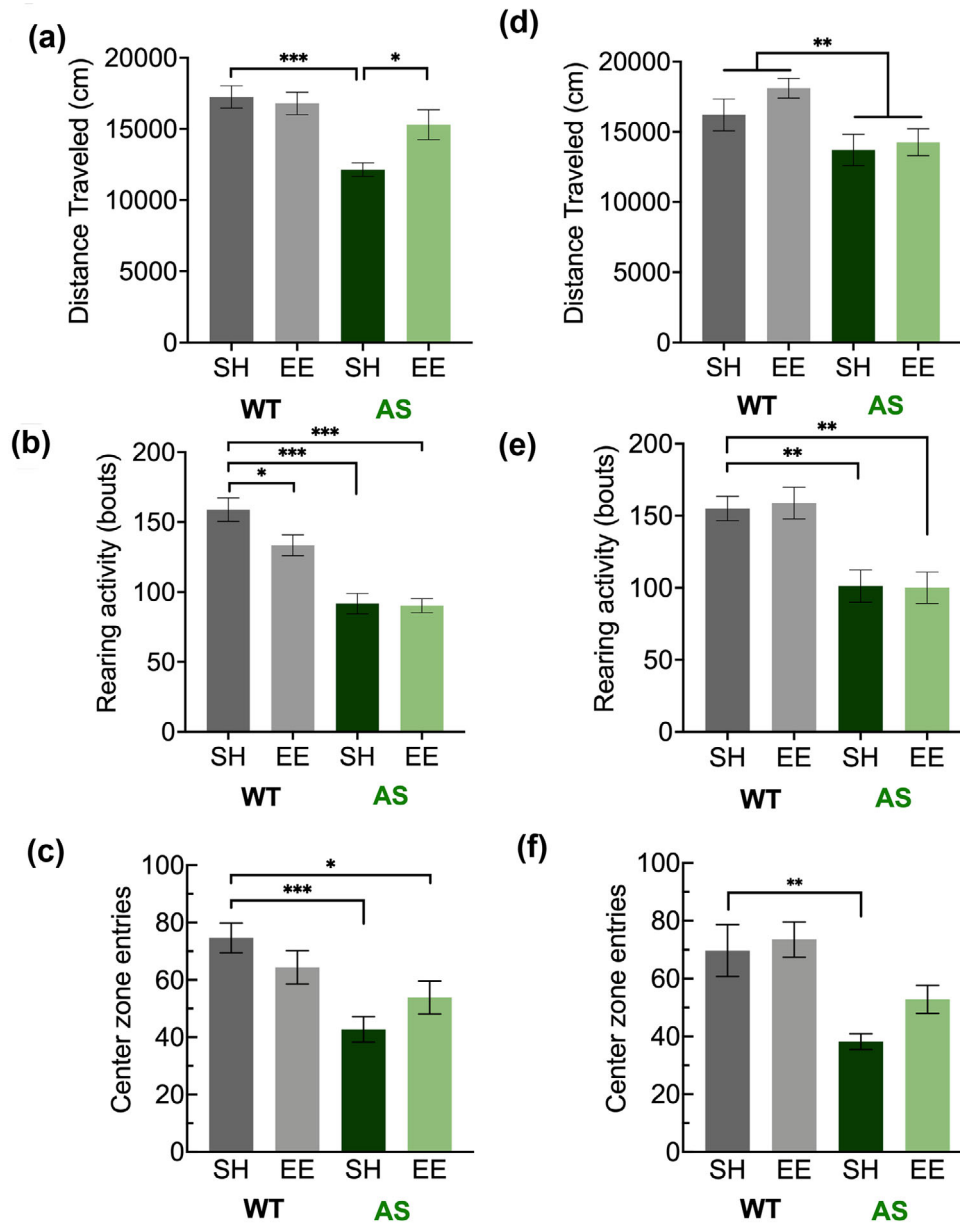 (a)
*** *
Distance Traveled (cm)
20000
15000
10000
5000
0
SH EE SH EE
WT AS
(d)
**
Distance Traveled (cm)
20000
15000
10000
5000
0
SH EE SH EE
WT AS
(b)
***
***
*
Rearing activity (bouts)
200
150
100
50
0
SH EE SH EE
WT AS
(e)
**
**
Rearing activity (bouts)
200
150
100
50
0
SH EE SH EE
WT AS
(c)
*
***
Center zone entries
100
80
60
40
20
0
SH EE SH EE
WT AS
(f)
**
Center zone entries
100
80
60
40
20
0
SH EE SH EE
WT AS